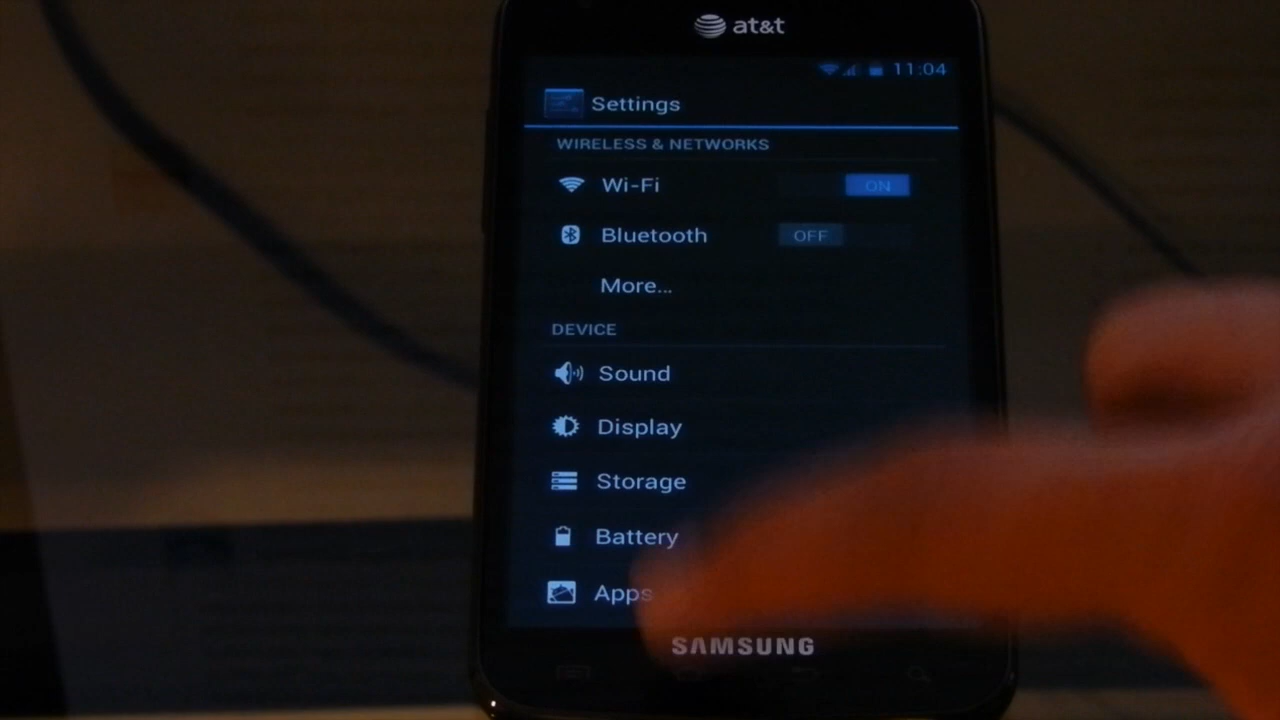 at&t
11:04
Settings
WIRELESS & NETWORKS
Wi-Fi ON
Bluetooth OFF
More...
DEVICE
Sound
Display
Storage
Battery
Apps
SAMSUNG